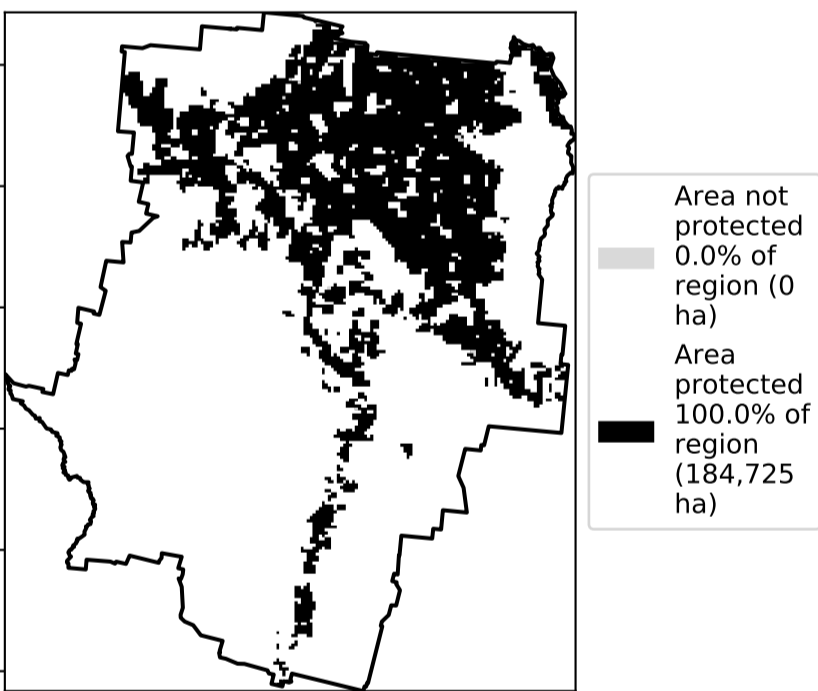 Area not
protected
0.0% of
region (0
ha)
Area
protected
100.0% of
region
(184,725
ha)